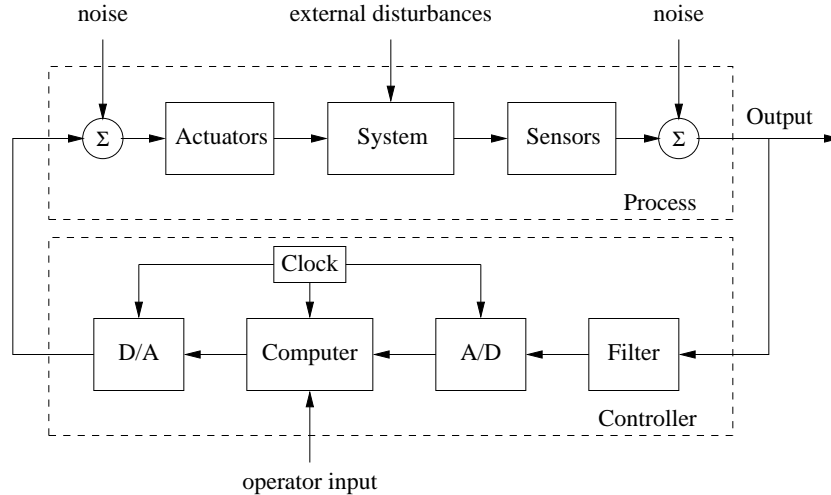 noise
external disturbances
noise
Σ
Actuators
System
Sensors
Σ
Output
Process
Clock
D/A
Computer
A/D
Filter
Controller
operator input